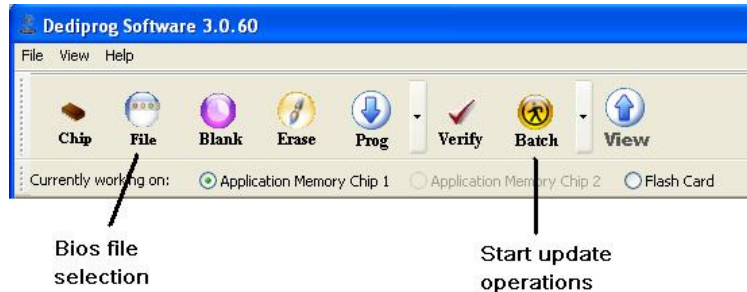 Dediprog Software 3.0.60
File View Help
Chip File Blank Erase Prog Verify Batch View
Currently working on: Application Memory Chip 1 Application Memory Chip 2 Flash Card
Bios file
selection
Start update
operations